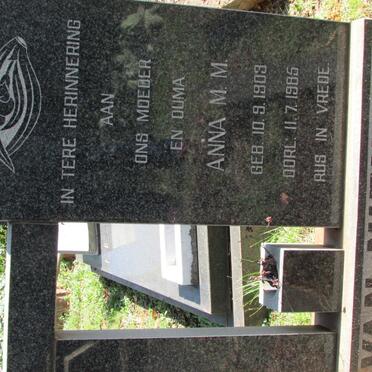 IN TERE HERINNERING
AAN
ONS MOEDER
EN OUMA
ANNA M. M.
GEB. 10. 9. 1903
OORL. 11. 7. 1985
RUS IN VREDE.